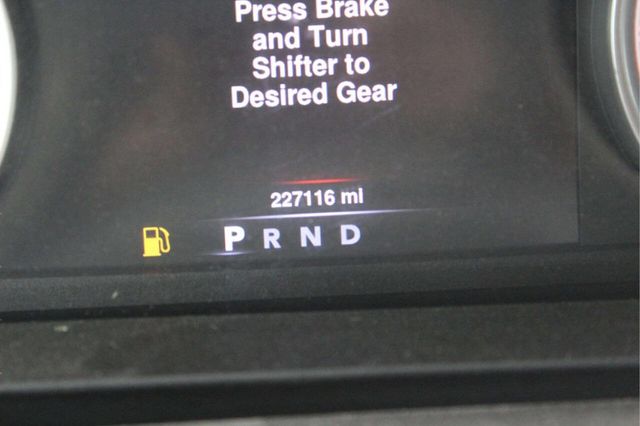 Press Brake
and Turn
Shifter to
Desired Gear
227116 mi
P R N D